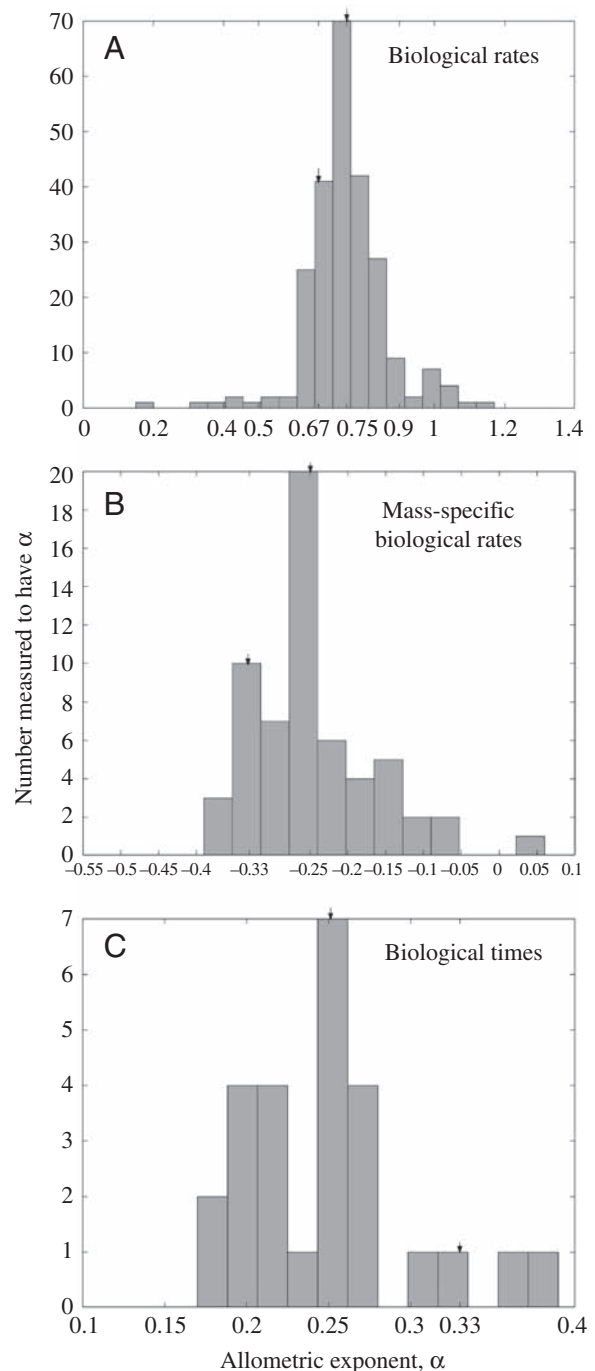 A
Biological rates
70
60
50
40
30
20
10
0
0 0.2 0.4 0.5 0.67 0.75 0.9 1 1.2 1.4
B
Mass-specific
biological rates
20
18
16
14
12
10
8
6
4
2
0
–0.55 –0.5 –0.45 –0.4 –0.33 –0.25 –0.2 –0.15 –0.1 –0.05 0 0.05 0.1
Number measured to have α
C
Biological times
7
6
5
4
3
2
1
0
0.1 0.15 0.2 0.25 0.3 0.33 0.4
Allometric exponent, α